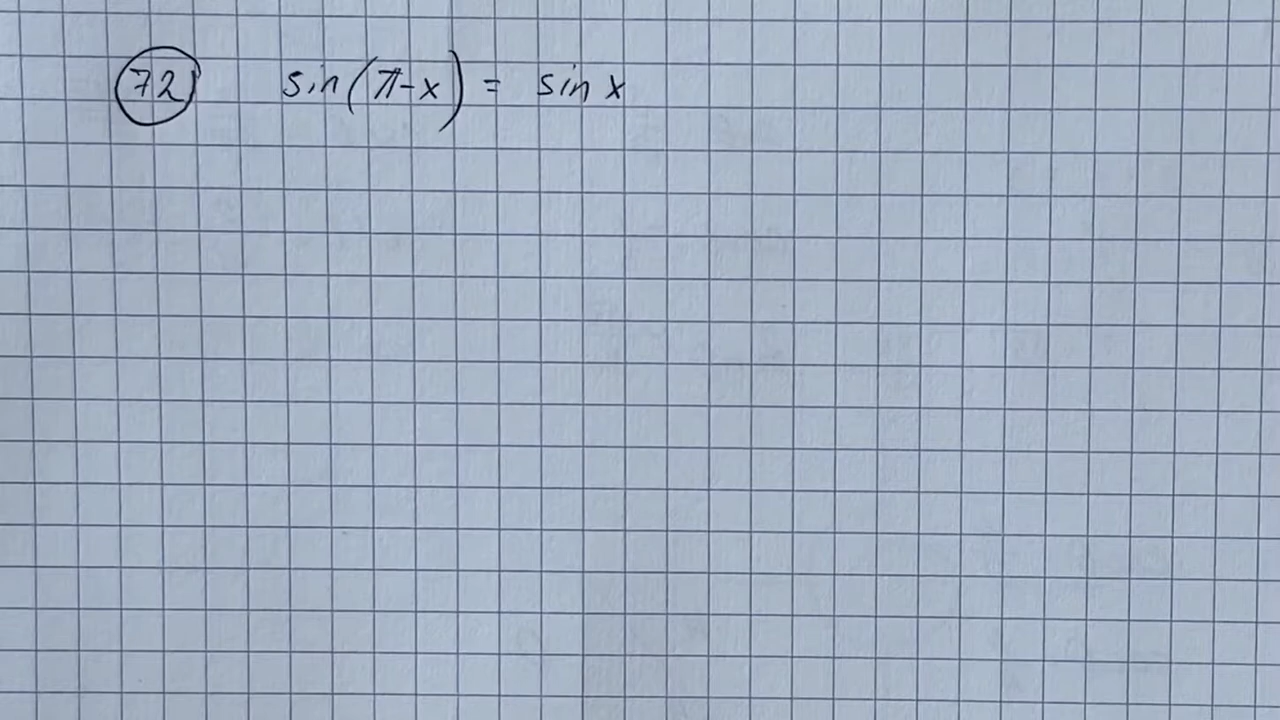 72 sin(π-x) = sin x